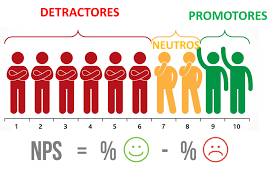 DETRACTORES
NEUTROS
PROMOTORES
1 2 3 4 5 6 7 8 9 10
NPS = % - %